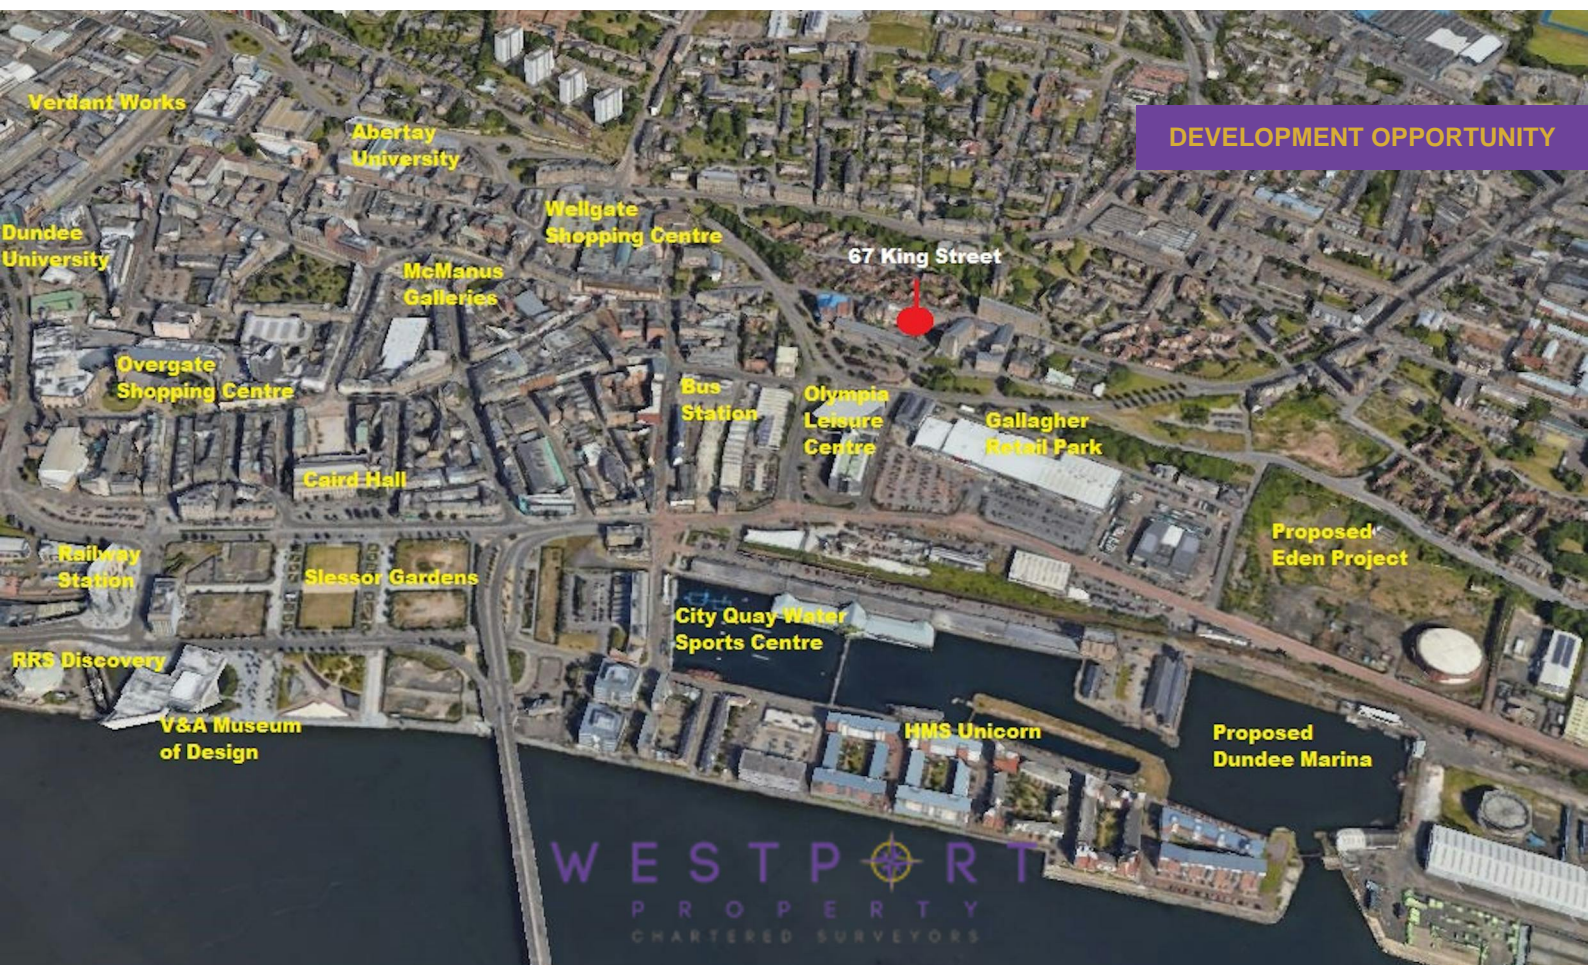 Verdant Works
Abertay
University
DEVELOPMENT OPPORTUNITY
Wellgate
Shopping Centre
Dundee
University
67 King Street
McManus
Galleries
Overgate
Shopping Centre
Bus
Station
Olympia
Leisure
Centre
Gallagher
Retail Park
Caird Hall
Proposed
Eden Project
Railway
Station
Slessor Gardens
City Quay Water
Sports Centre
RRS Discovery
V&A Museum
of Design
HMS Unicorn
Proposed
Dundee Marina
WESTPORT
PROPERTY
CHARTERED SURVEYORS